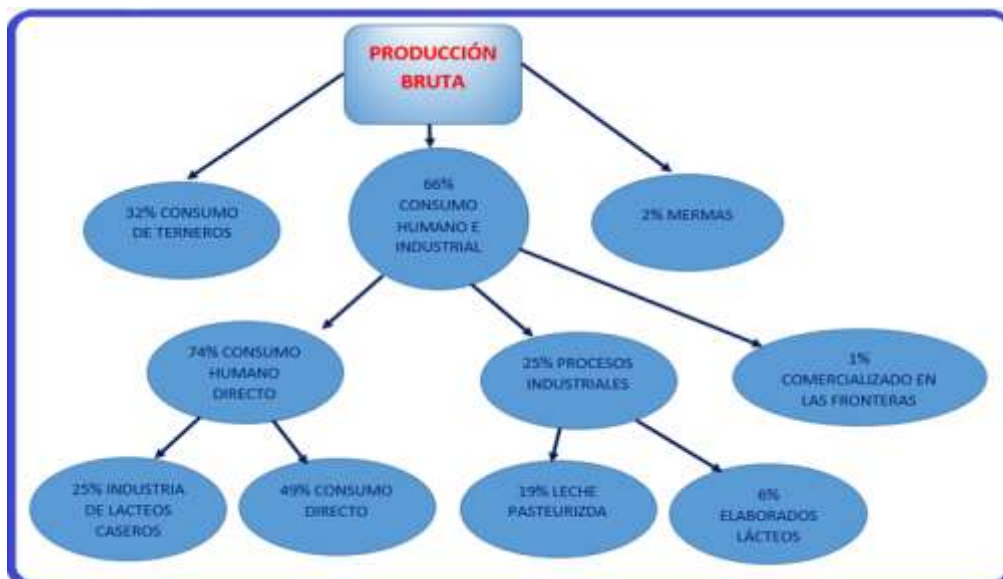 PRODUCCIÓN
BRUTA
32% CONSUMO
DE TERNEROS
66%
CONSUMO
HUMANO E
INDUSTRIAL
2% MERMAS
74% CONSUMO
HUMANO
DIRECTO
25% PROCESOS
INDUSTRIALES
1%
COMERCIALIZADO EN
LAS FRONTERAS
25% INDUSTRIA
DE LACTEOS
CASEROS
49% CONSUMO
DIRECTO
19% LECHE
PASTEURIZDA
6%
ELABORADOS
LÁCTEOS